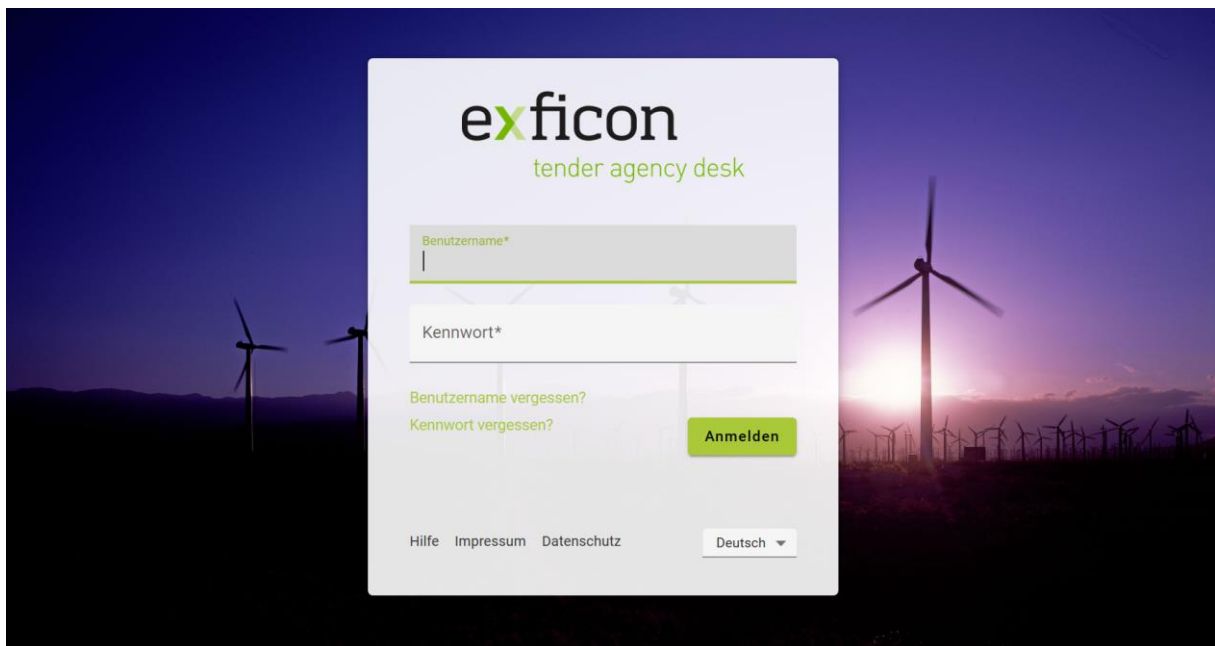 exficon
tender agency desk
Benutzername*
Kennwort*
Benutzername vergessen?
Kennwort vergessen?
Anmelden
Hilfe Impressum Datenschutz
Deutsch